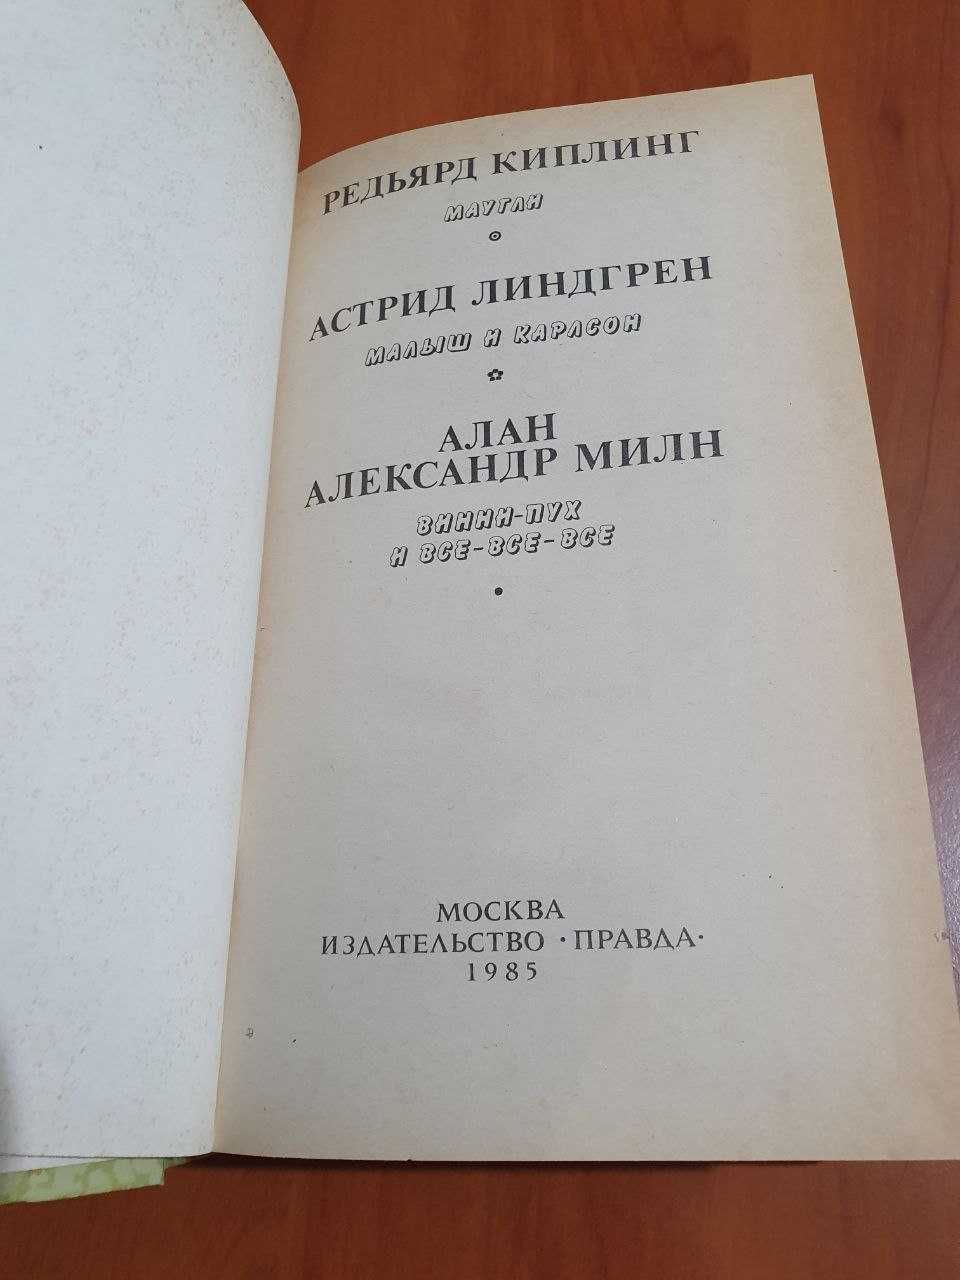 РЕДЬЯРД КИПЛИНГ
МАУГЛИ
АСТРИД ЛИНДГРЕН
МАЛЫШ И КАРЛСОН
АЛАН
АЛЕКСАНДР МИЛН
ВИННИ-ПУХ
И ВСЕ-ВСЕ-ВСЕ
МОСКВА
ИЗДАТЕЛЬСТВО •ПРАВДА•
1985